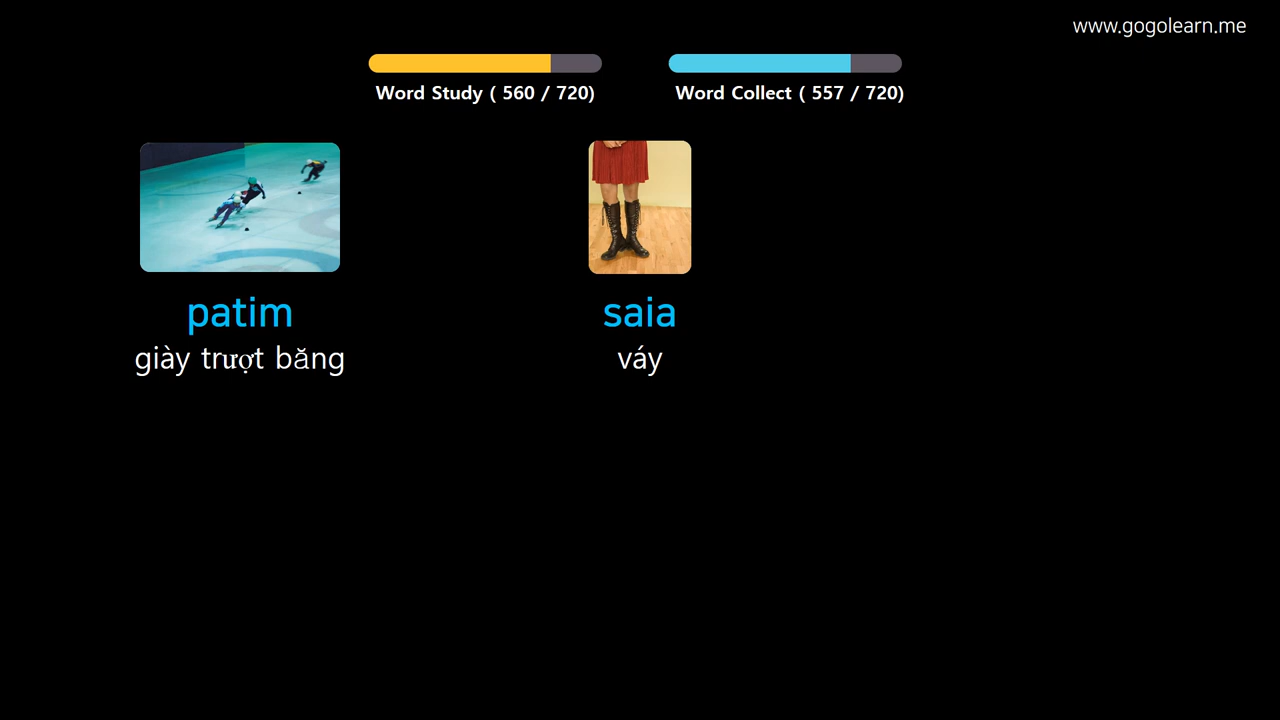 www.gogolearn.me
Word Study ( 560 / 720)
Word Collect ( 557 / 720)
patim
giày trượt băng
saia
váy